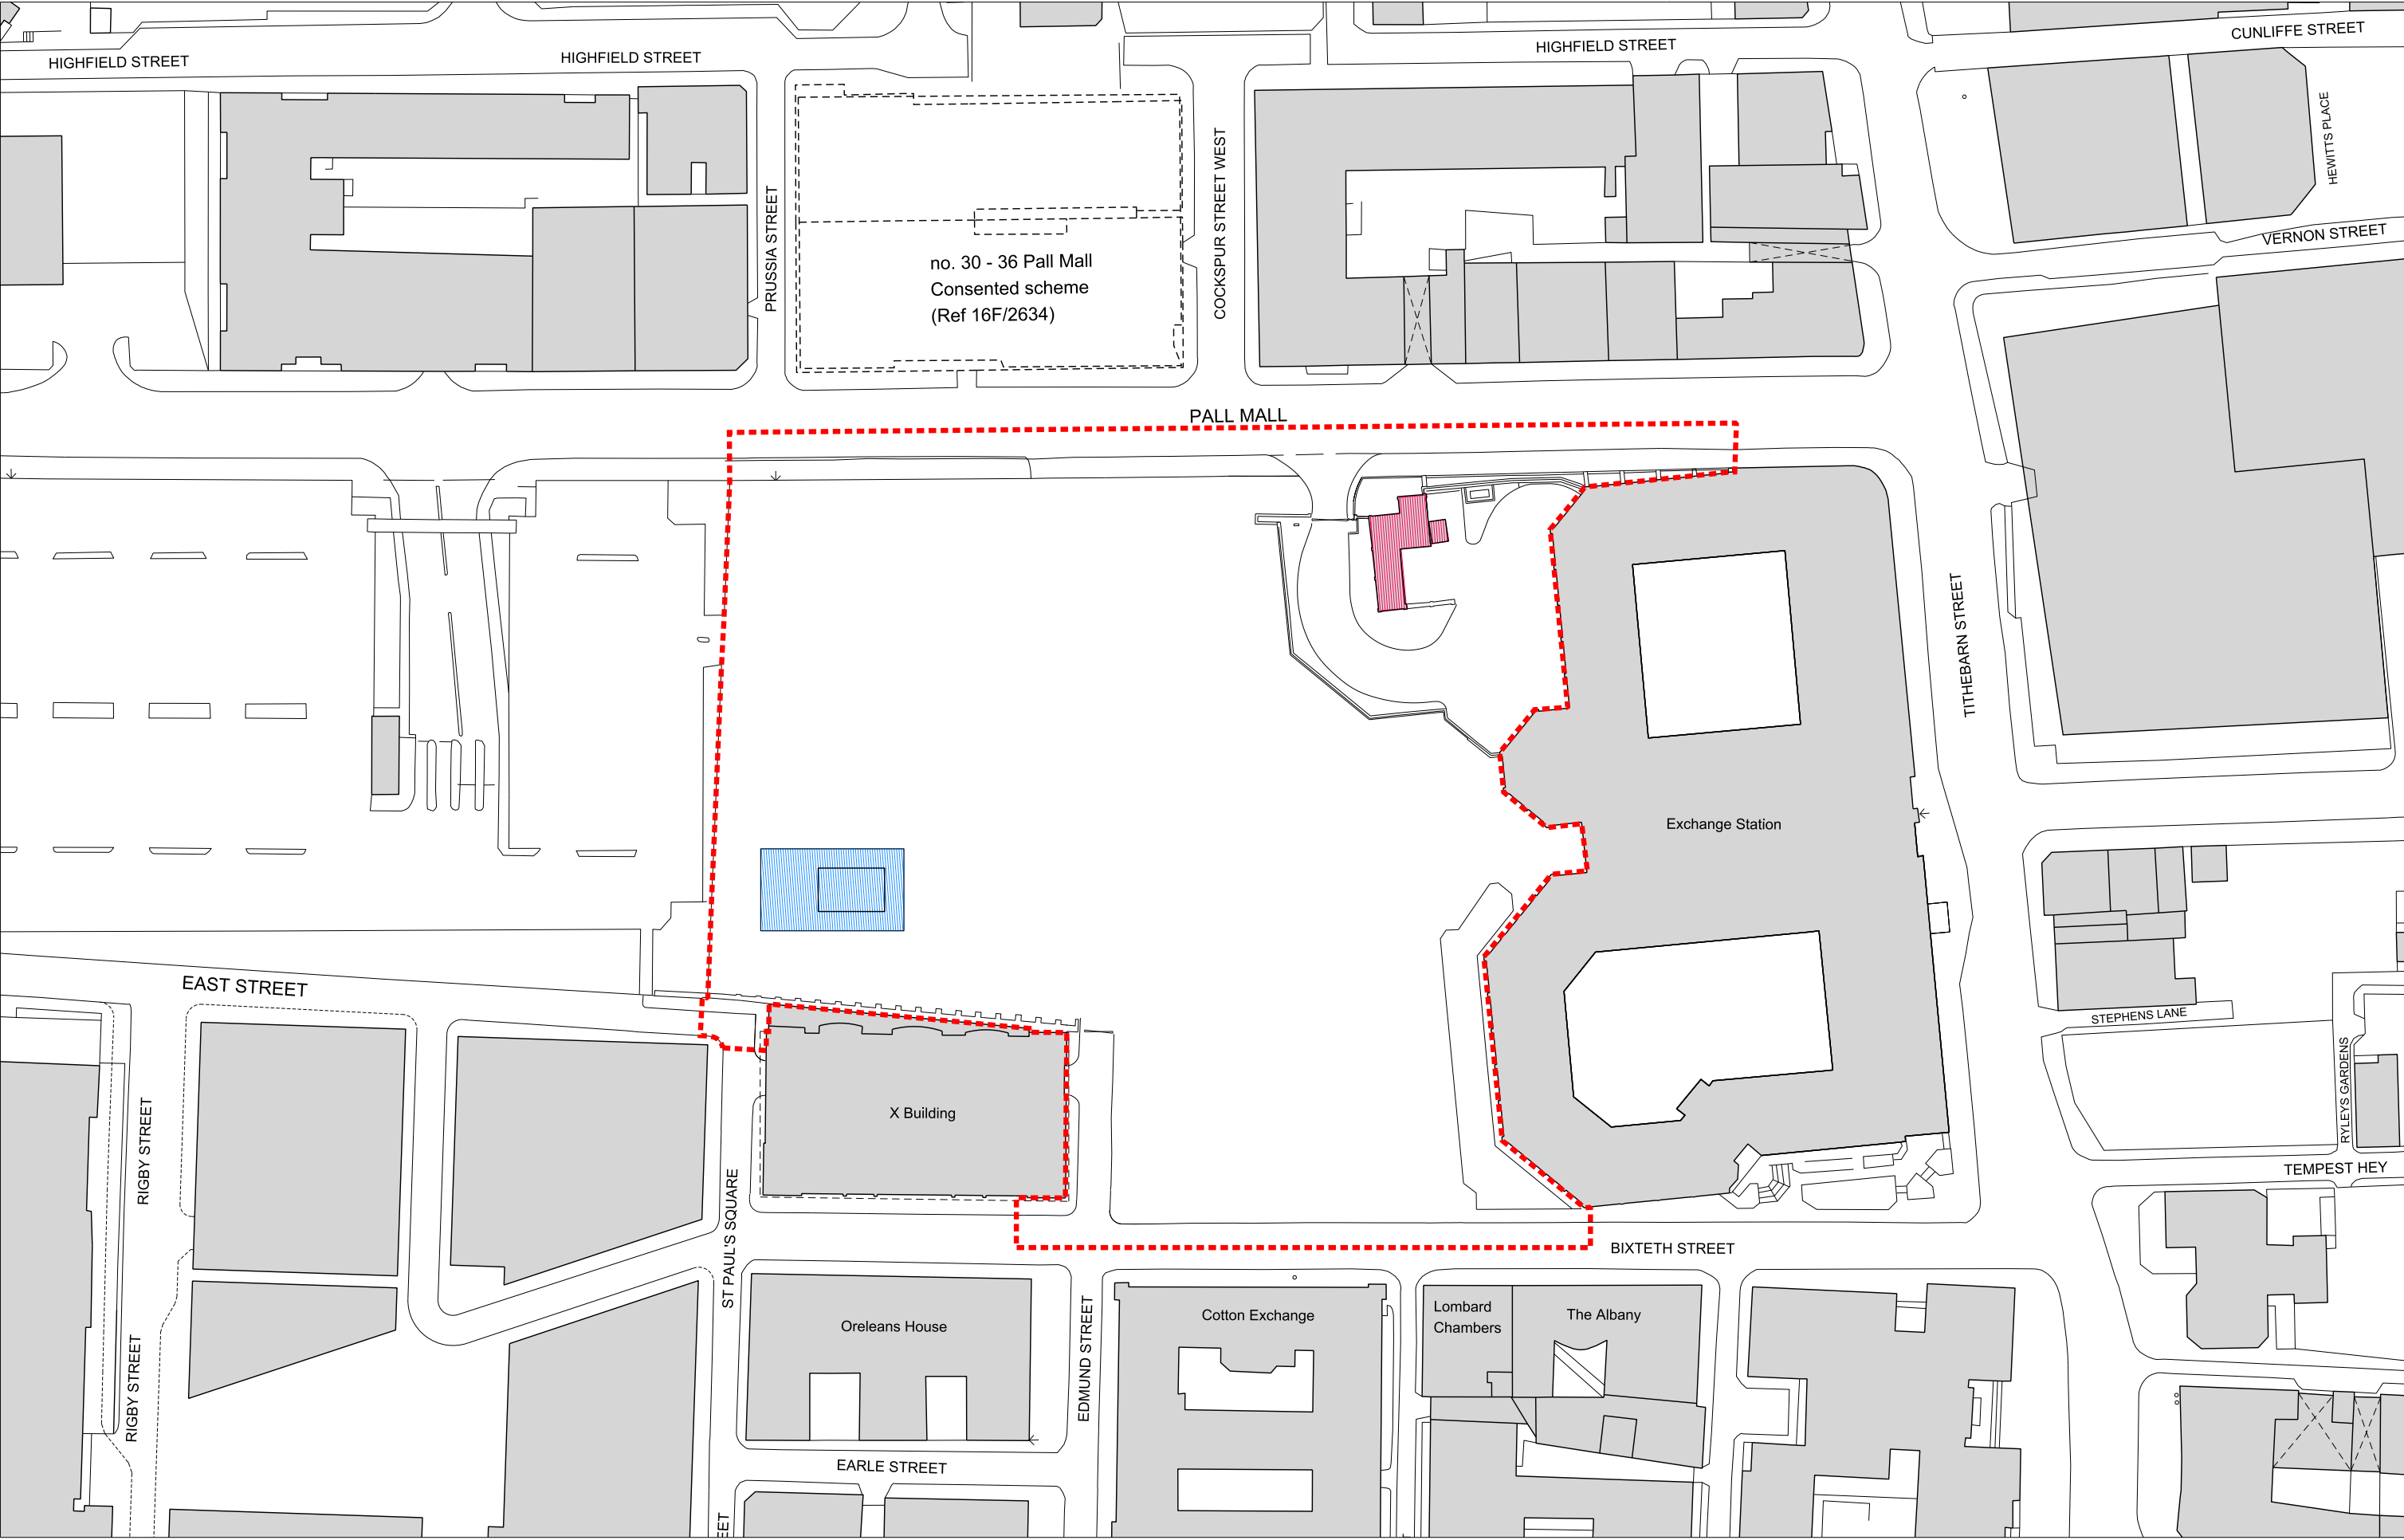 CUNLIFFE STREET
HIGHFIELD STREET
HIGHFIELD STREET
HIGHFIELD STREET
HEWITTS PLACE
PRUSSIA STREET
COCKSPUR STREET WEST
VERNON STREET
no. 30 - 36 Pall Mall
Consented scheme
(Ref 16F/2634)
PALL MALL
TITHEBARN STREET
Exchange Station
EAST STREET
STEPHENS LANE
RYLEYS GARDENS
X Building
RIGBY STREET
TEMPEST HEY
ST PAUL'S SQUARE
BIXTETH STREET
Oreleans House
EDMUND STREET
Cotton Exchange
Lombard
Chambers
The Albany
RIGBY STREET
EARLE STREET
EET